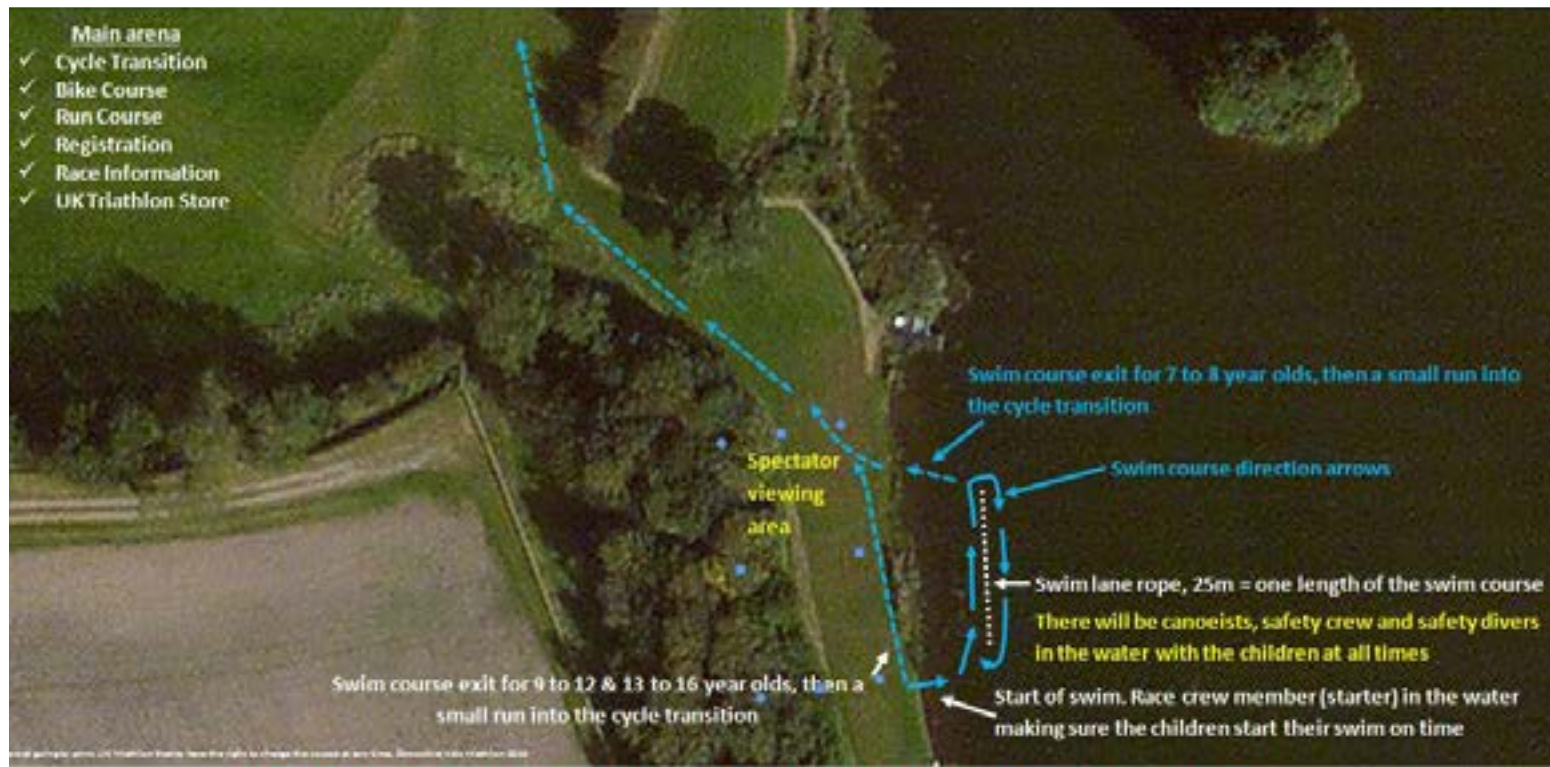 Main arena
✓ Cycle Transition
✓ Bike Course
✓ Run Course
✓ Registration
✓ Race Information
✓ UK Triathlon Store
Swim course exit for 7 to 8 year olds, then a small run into
the cycle transition
Swim course direction arrows
Spectator
viewing
area
Swim lane rope, 25m = one length of the swim course
There will be canoeists, safety crew and safety divers
in the water with the children at all times
Swim course exit for 9 to 12 & 13 to 16 year olds, then a
small run into the cycle transition
Start of swim. Race crew member (starter) in the water
making sure the children start their swim on time